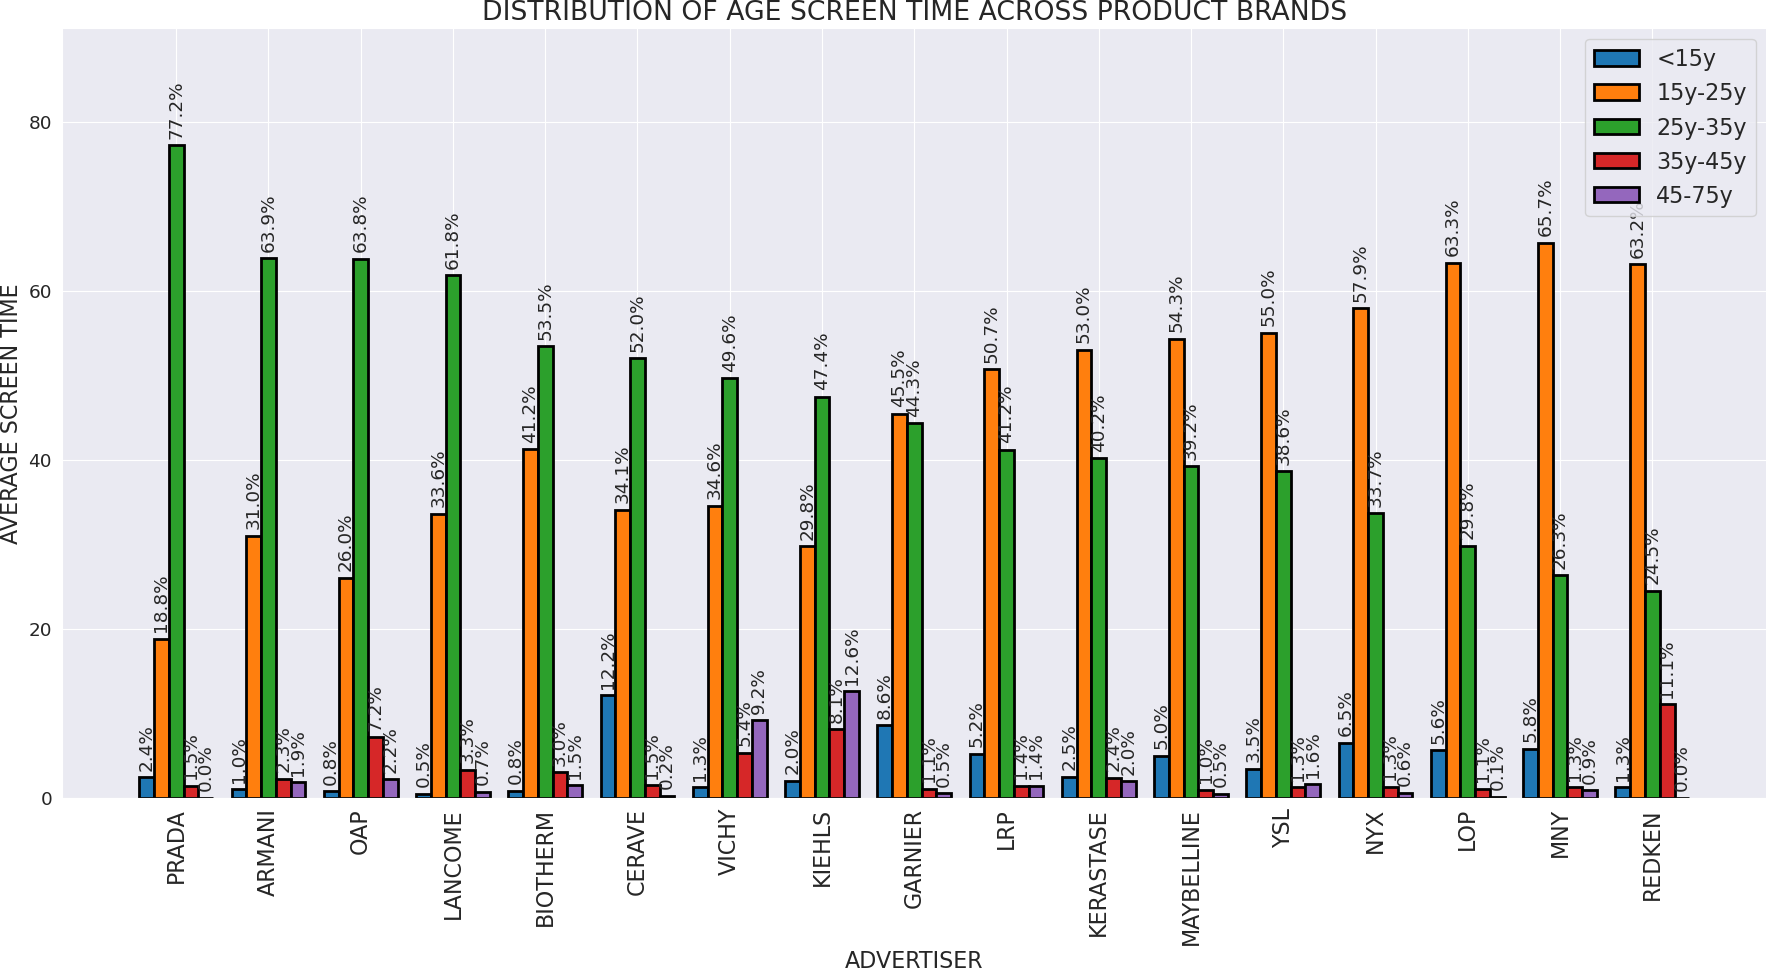 DISTRIBUTION OF AGE SCREEN TIME ACROSS PRODUCT BRANDS
<15y
15y-25y
25y-35y
35y-45y
45-75y
AVERAGE SCREEN TIME
80
60
40
20
0
2.4% 18.8% 77.2% 1.5% 0.0%
1.0% 31.0% 63.9% 2.3% 1.9%
0.8% 26.0% 63.8% 7.2% 2.2%
0.5% 33.6% 61.8% 3.3% 0.7%
0.8% 41.2% 53.5% 3.0% 1.5%
12.2% 34.1% 52.0% 1.5% 0.2%
1.3% 34.6% 49.6% 5.4% 9.2%
2.0% 29.8% 47.4% 8.1% 12.6%
8.6% 45.5% 44.3% 1.1% 0.5%
5.2% 50.7% 41.2% 1.4% 1.4%
2.5% 53.0% 40.2% 2.4% 2.0%
5.0% 54.3% 39.2% 1.0% 0.5%
3.5% 55.0% 38.6% 1.3% 1.6%
6.5% 57.9% 33.7% 1.3% 0.6%
5.6% 63.3% 29.8% 1.1% 0.1%
5.8% 65.7% 26.3% 1.3% 0.9%
1.3% 63.2% 24.5% 11.1% 0.0%
PRADA
ARMANI
OAP
LANCOME
BIOTHERM
CERAVE
VICHY
KIEHLS
GARNIER
LRP
KERASTASE
MAYBELLINE
YSL
NYX
LOP
MNY
REDKEN
ADVERTISER